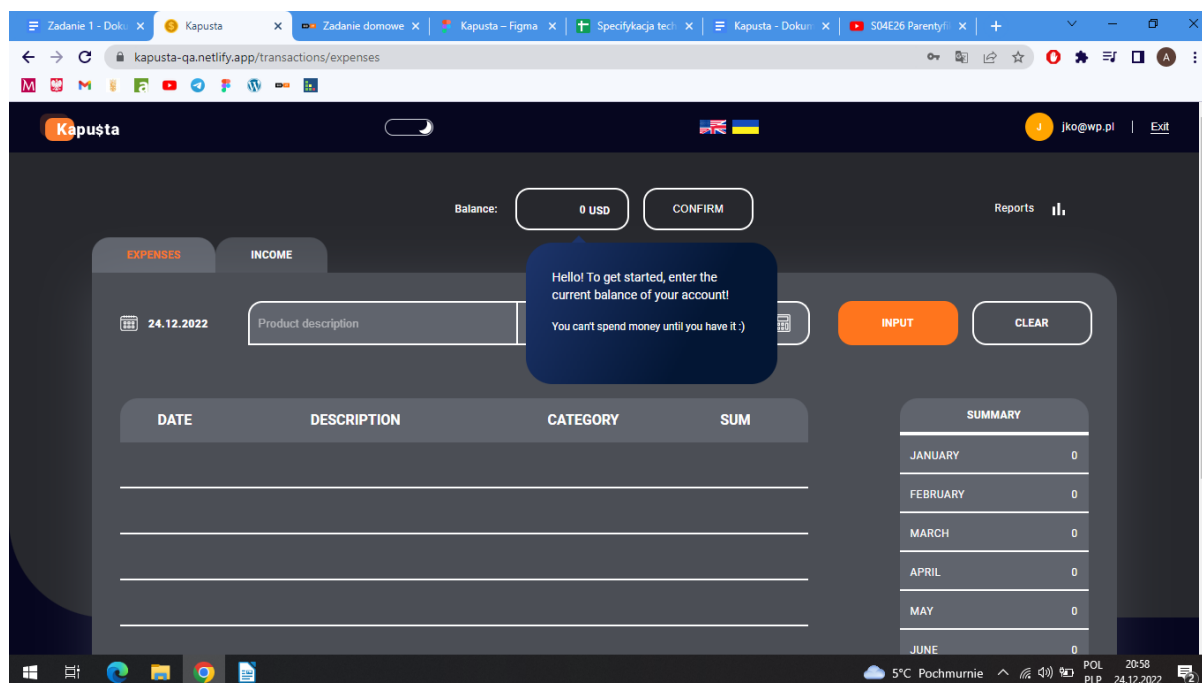 Zadanie 1 - Doku
Kapusta
Zadanie domowe
Kapusta – Figma
Specyfikacja tech
Kapusta - Dokum
S04E26 Parentyfi
kapusta-qa.netlify.app/transactions/expenses
A
Kapu$ta
J
jko@wp.pl | Exit
Balance:
0 USD
CONFIRM
Reports
EXPENSES
INCOME
Hello! To get started, enter the
current balance of your account!
You can't spend money until you have it :)
24.12.2022
Product description
INPUT
CLEAR
DATE DESCRIPTION CATEGORY SUM
SUMMARY
JANUARY 0
FEBRUARY 0
MARCH 0
APRIL 0
MAY 0
JUNE 0
5°C Pochmurnie
POL
PLP
20:58
24.12.2022
2